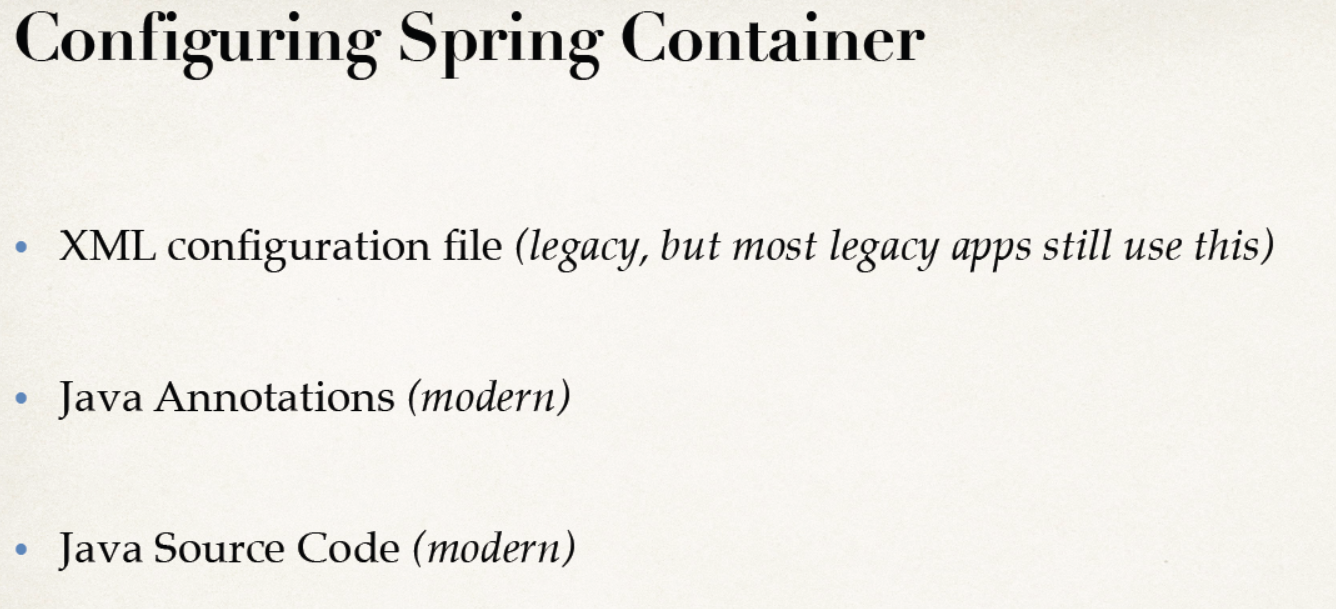 Configuring Spring Container
• XML configuration file (legacy, but most legacy apps still use this)
• Java Annotations (modern)
• Java Source Code (modern)